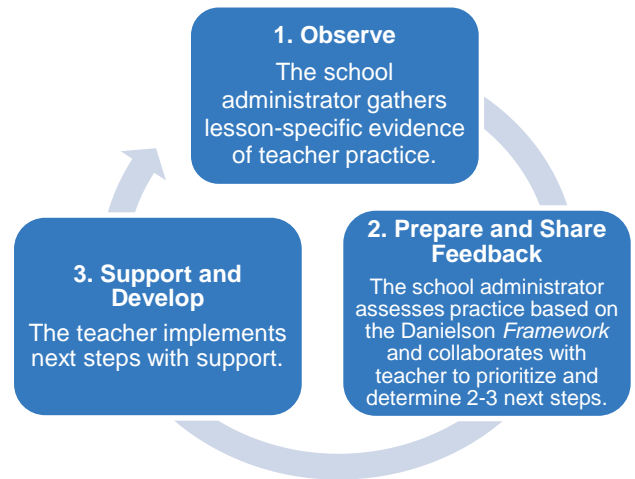 1. Observe
The school
administrator gathers
lesson-specific evidence
of teacher practice.
2. Prepare and Share
Feedback
The school administrator
assesses practice based on
the Danielson Framework
and collaborates with
teacher to prioritize and
determine 2-3 next steps.
3. Support and
Develop
The teacher implements
next steps with support.